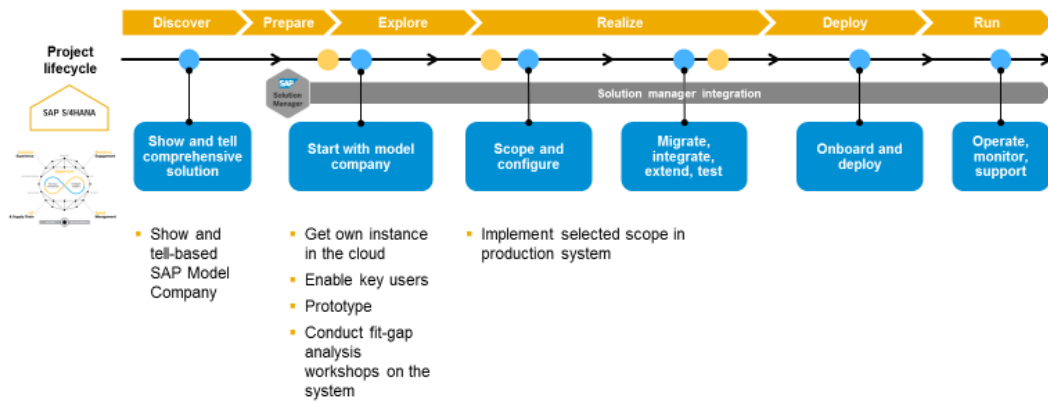 Discover
Prepare
Explore
Realize
Deploy
Run
Project
lifecycle
SAP S/4HANA
SAP
Solution
Manager
Solution manager integration
Show and tell
comprehensive
solution
Start with model
company
Scope and
configure
Migrate,
integrate,
extend, test
Onboard and
deploy
Operate,
monitor,
support
Show and
tell-based
SAP Model
Company
Get own instance
in the cloud
Enable key users
Prototype
Conduct fit-gap
analysis
workshops on the
system
Implement selected scope in
production system
& Supply Chain
Management